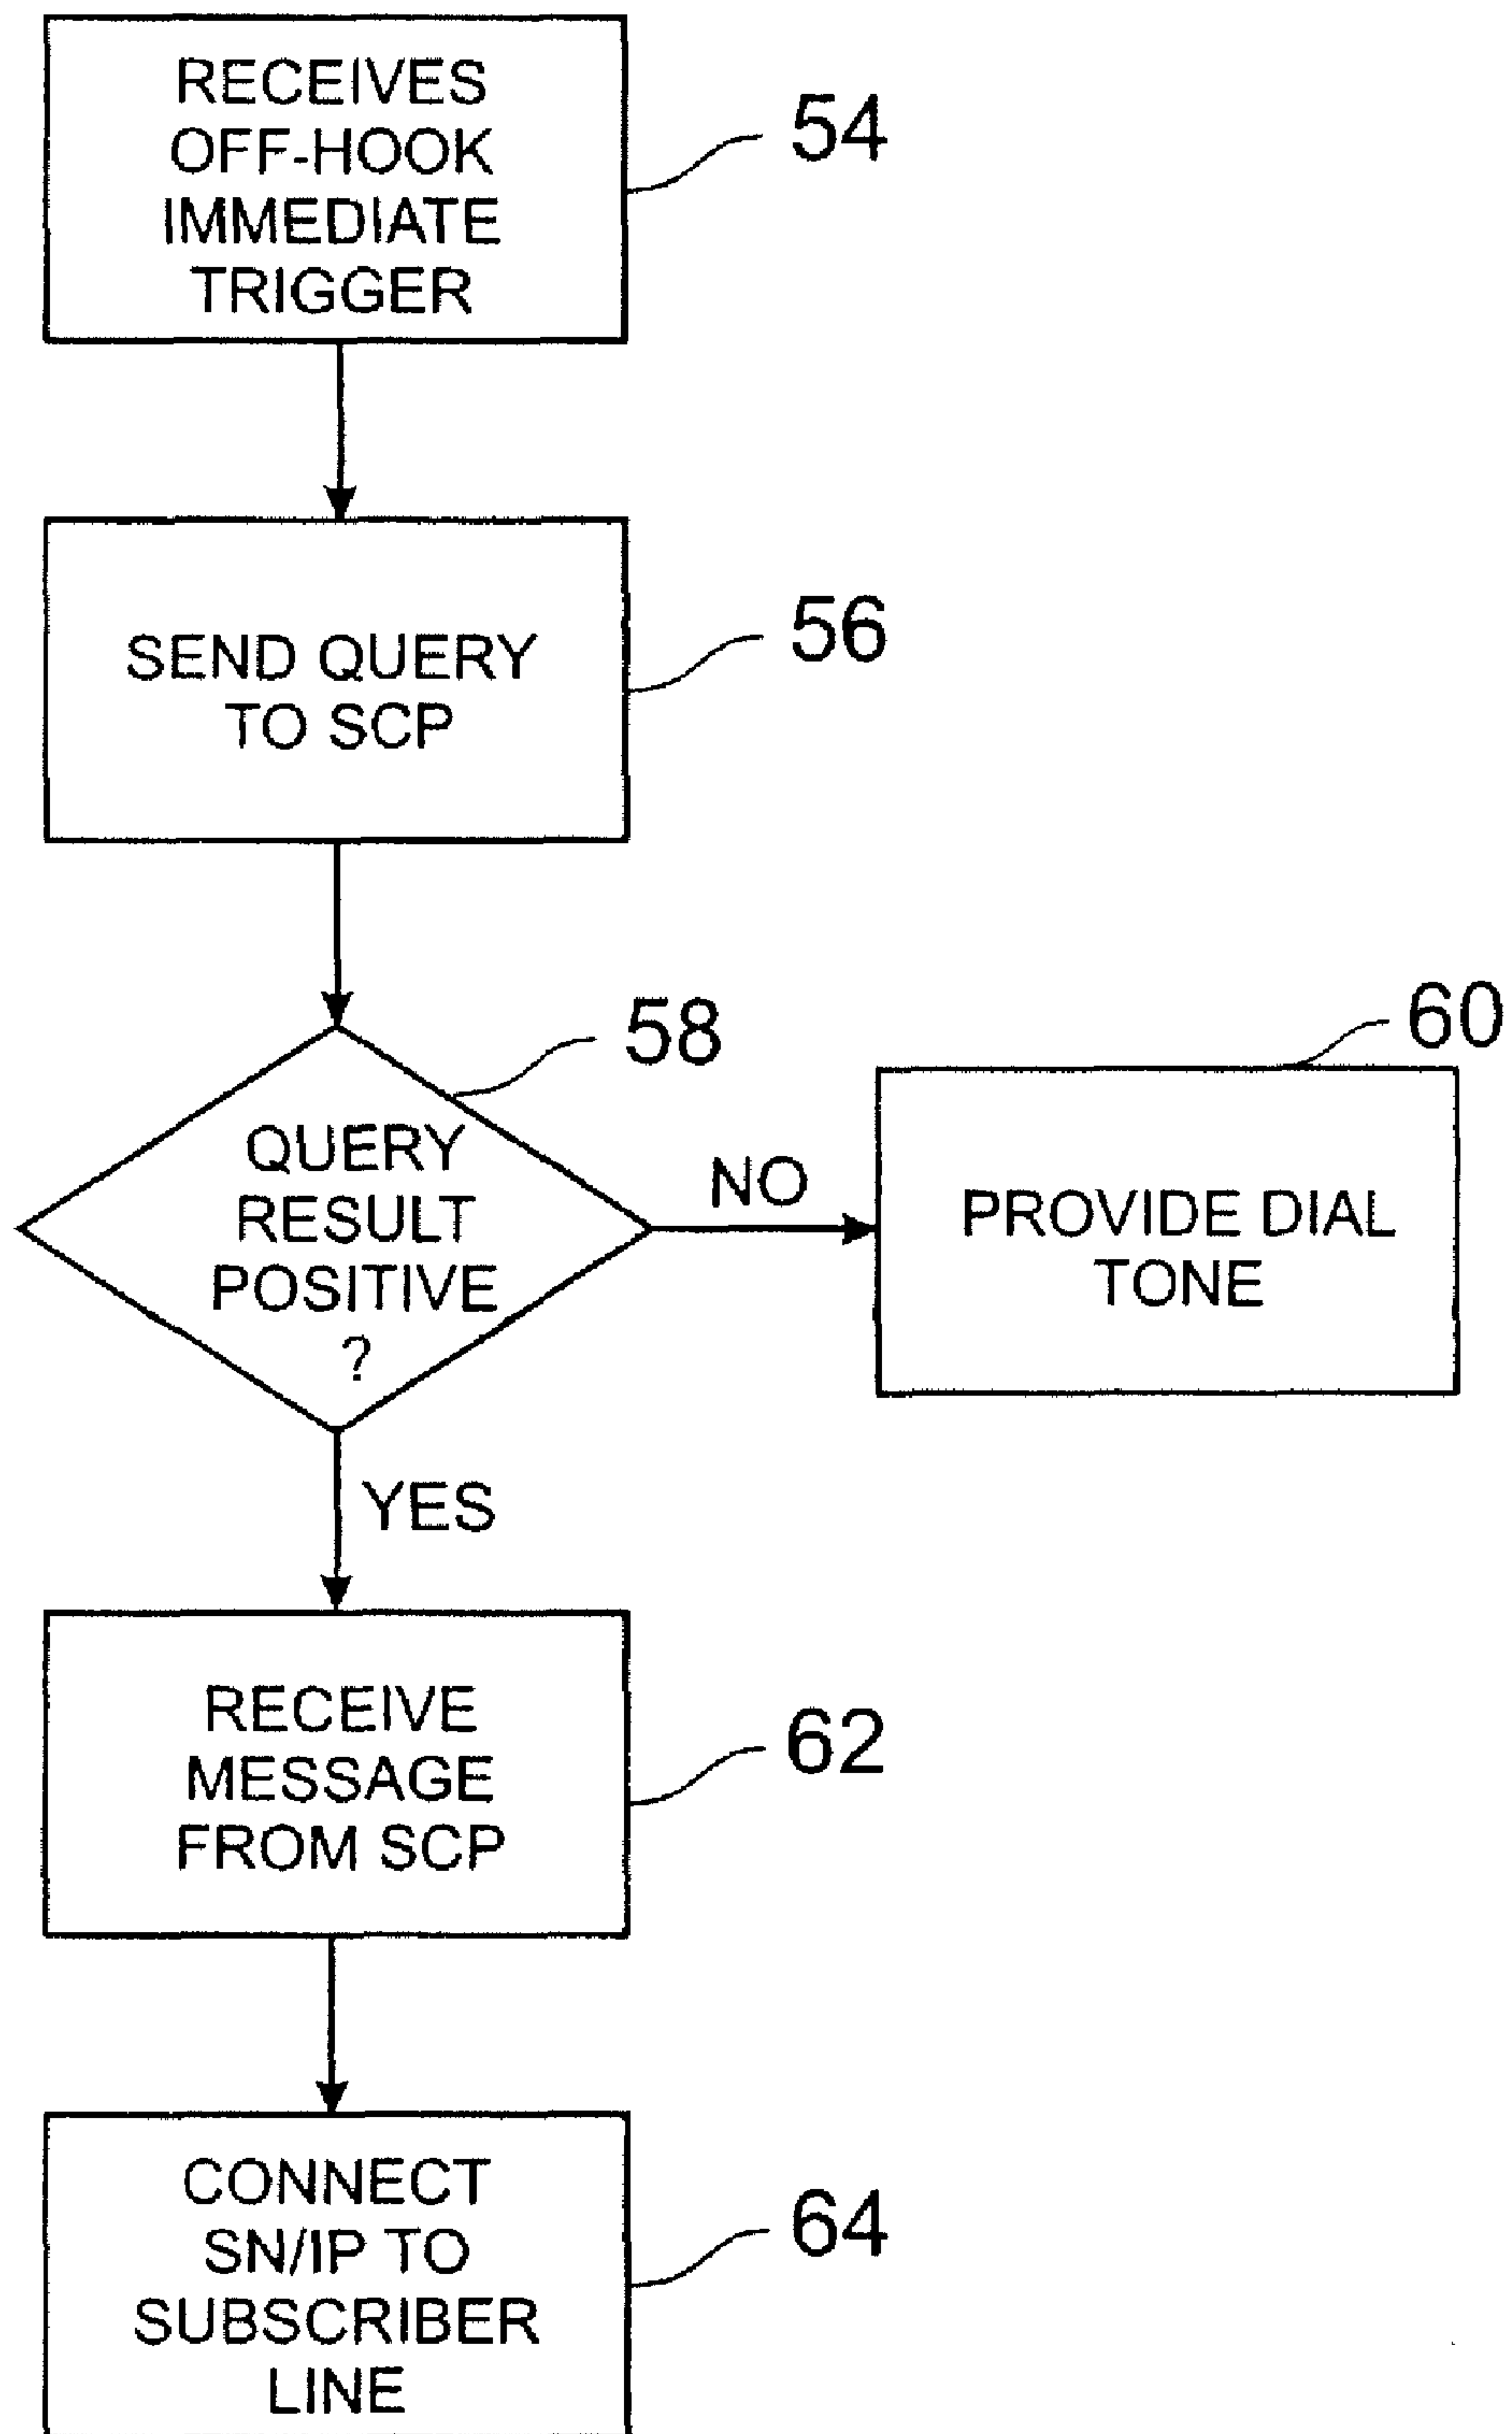 RECEIVES
OFF-HOOK
IMMEDIATE
TRIGGER
54
SEND QUERY
TO SCP
56
58
QUERY
RESULT
POSITIVE
?
NO
60
PROVIDE DIAL
TONE
YES
RECEIVE
MESSAGE
FROM SCP
62
CONNECT
SN/IP TO
SUBSCRIBER
LINE
64